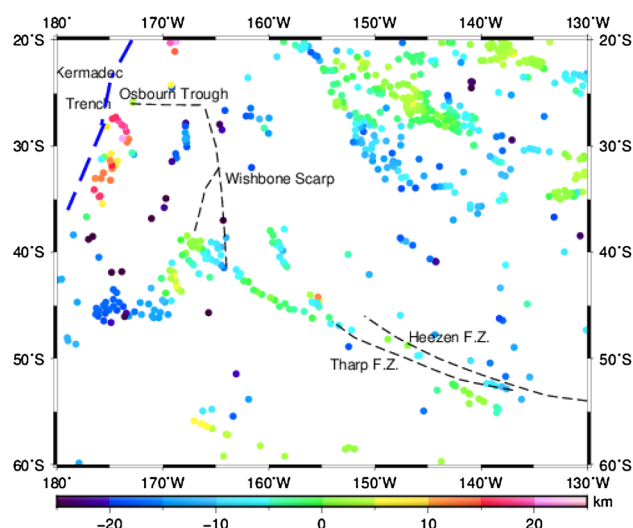 180° 170°W 160°W 150°W 140°W 130°W
20°S 20°S
Kermadec
Osbourn Trough
Trench
30°S 30°S
Wishbone Scarp
40°S 40°S
Heezen F.Z.
50°S 50°S
Tharp F.Z.
60°S 60°S
180° 170°W 160°W 150°W 140°W 130°W
km
−20 −10 0 10 20